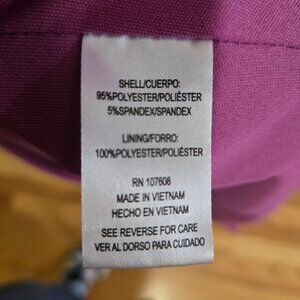 SHELL/CUERPO:
95%POLYESTER/POLIÉSTER
5%SPANDEX/SPANDEX
LINING/FORRO:
100%POLYESTER/POLIÉSTER
RN 107608
MADE IN VIETNAM
HECHO EN VIETNAM
SEE REVERSE FOR CARE
VER AL DORSO PARA CUIDADO